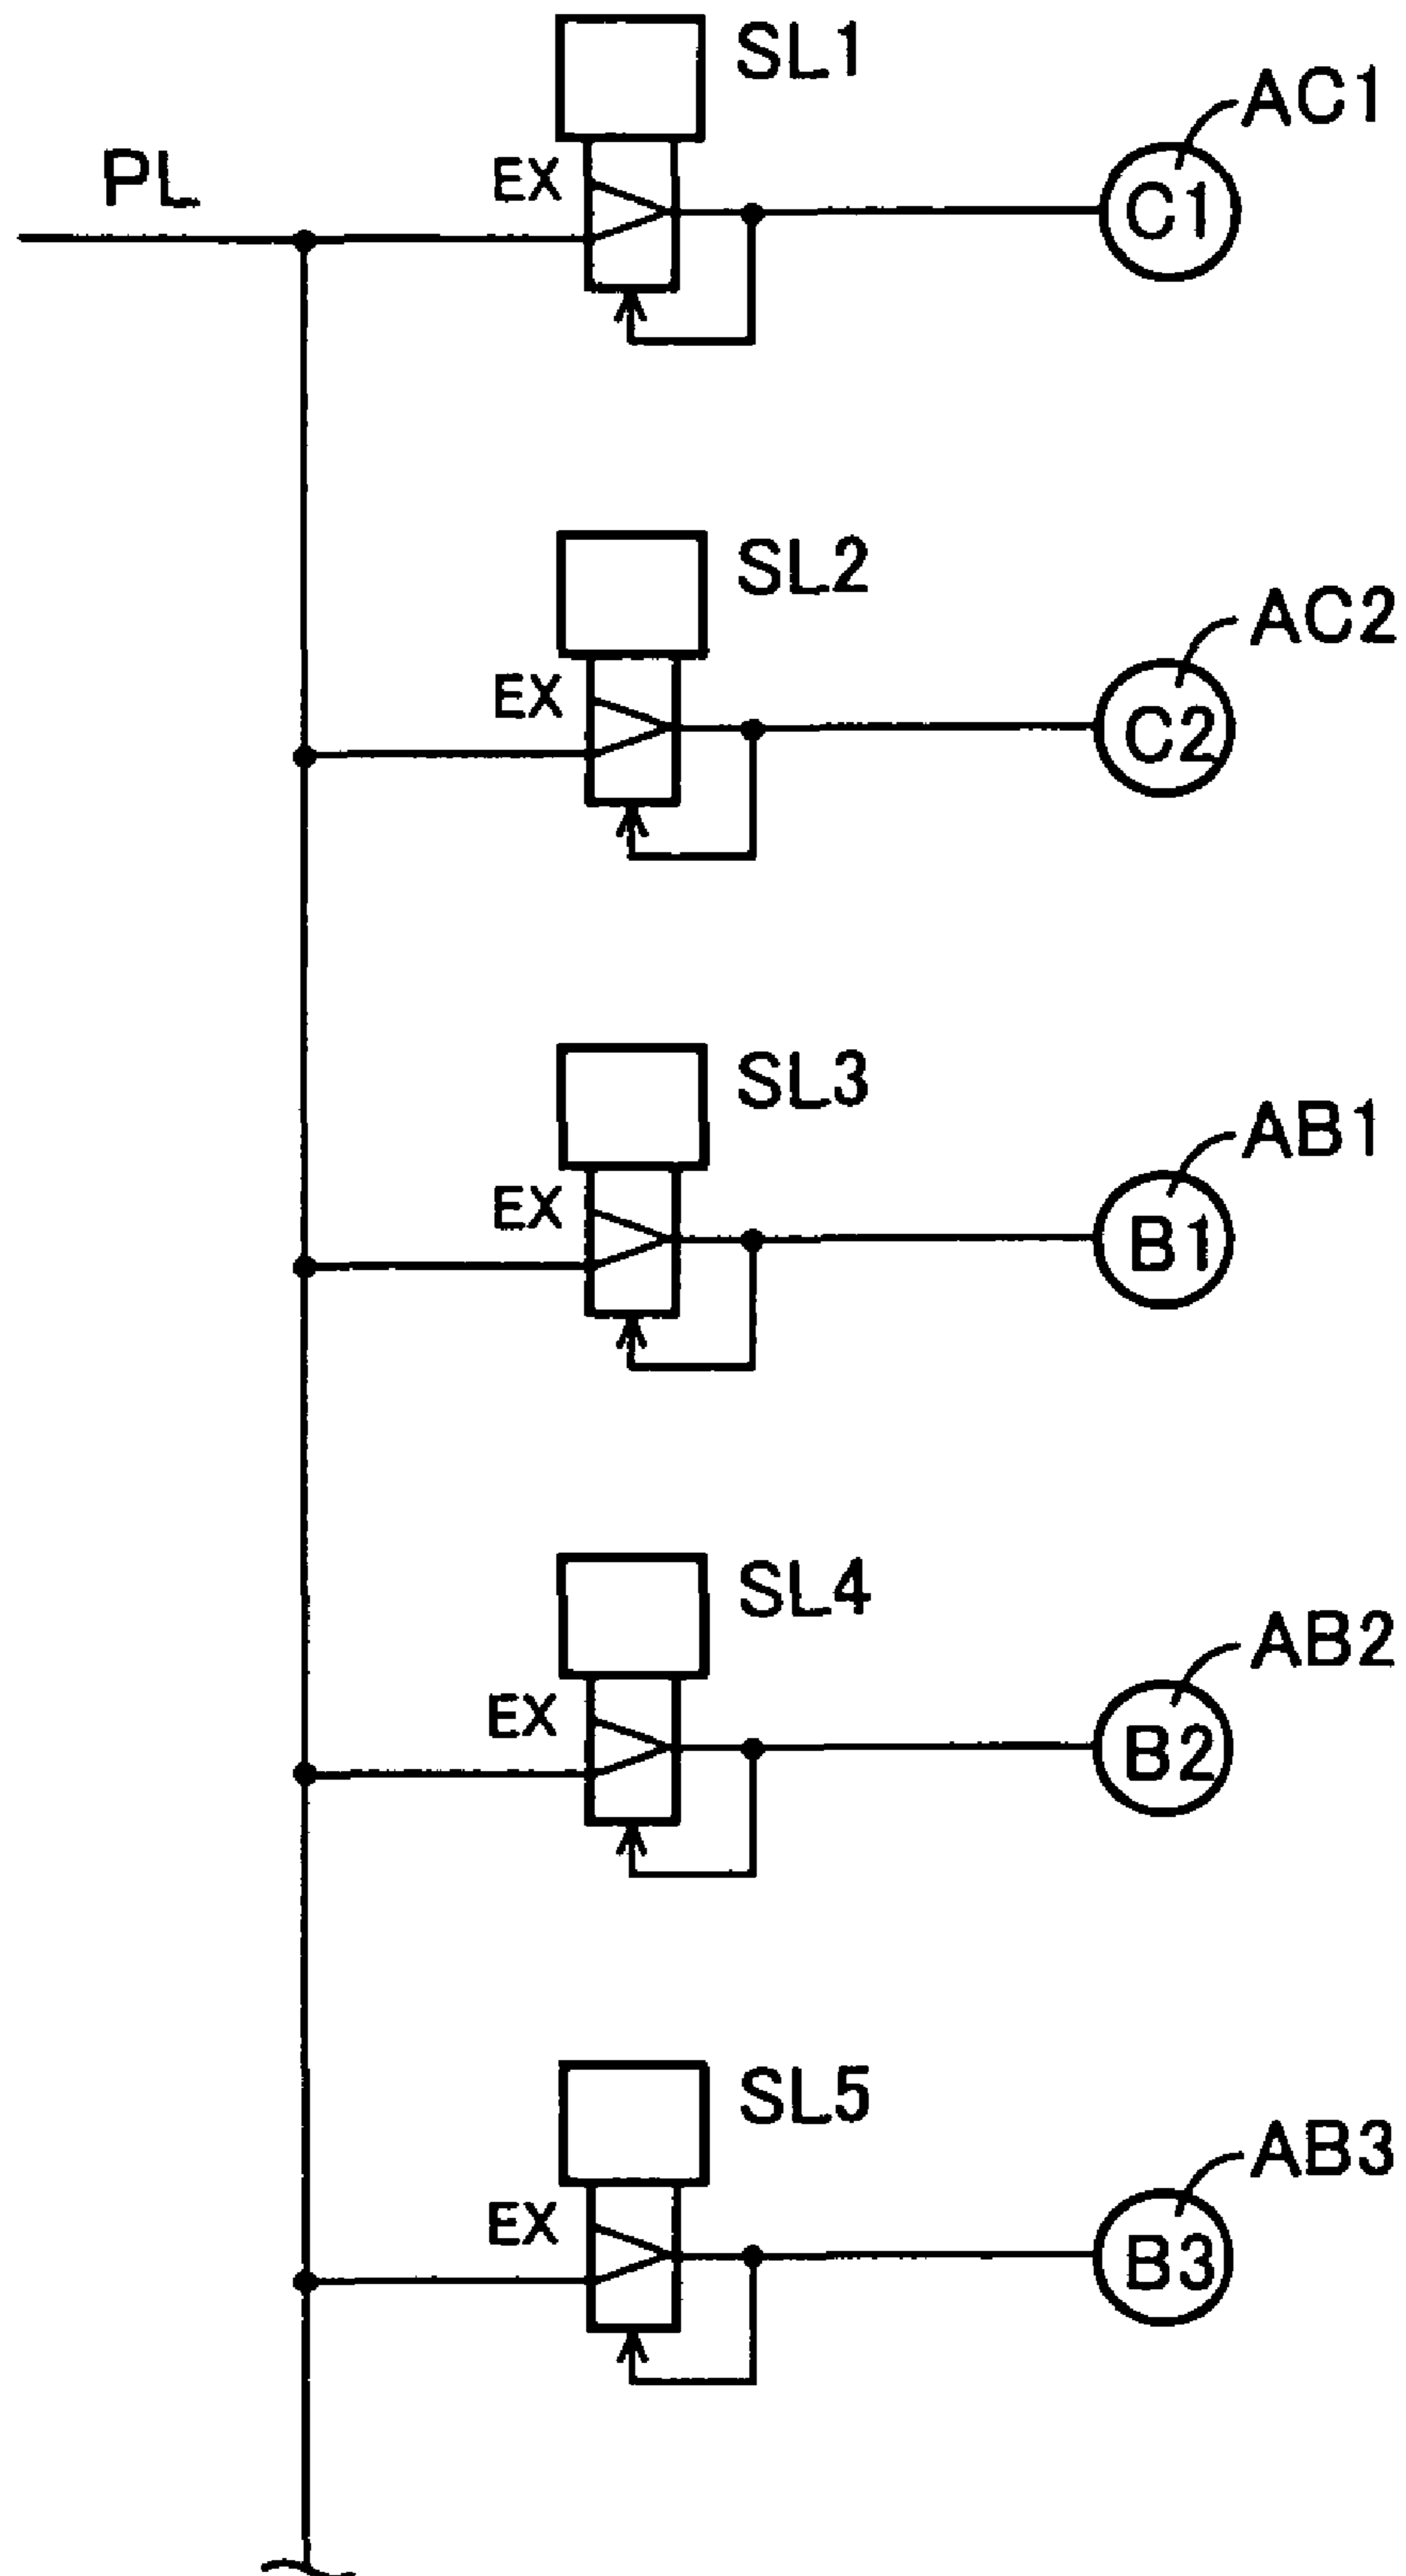 SL1
AC1
PL
EX
C1
SL2
AC2
EX
C2
SL3
AB1
EX
B1
SL4
AB2
EX
B2
SL5
AB3
EX
B3